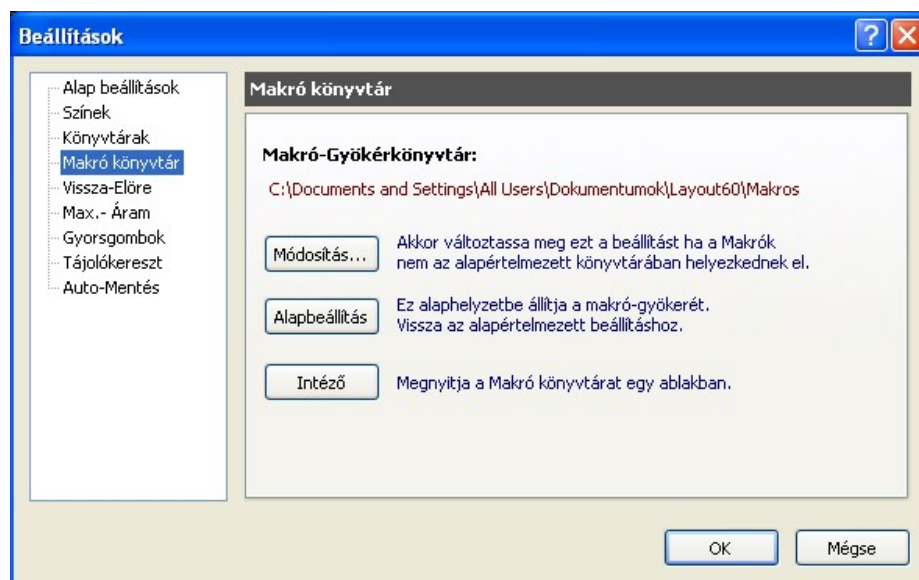 Beállítások
Alap beállítások
Színek
Könyvtárak
Makró könyvtár
Vissza-Elöre
Max.- Áram
Gyorsgombok
Tájolókereszt
Auto-Mentés
Makró könyvtár
Makró-Gyökérkönyvtár:
C:\Documents and Settings\All Users\Dokumentumok\Layout60\Makros
Módosítás...
Akkor változtassa meg ezt a beállítást ha a Makrók
nem az alapértelmezett könyvtárában helyezkednek el.
Alapbeállítás
Ez alaphelyzetbe állítja a makró-gyökerét.
Vissza az alapértelmezett beállításhoz.
Intéző
Megnyitja a Makró könyvtárat egy ablakban.
OK
Mégse